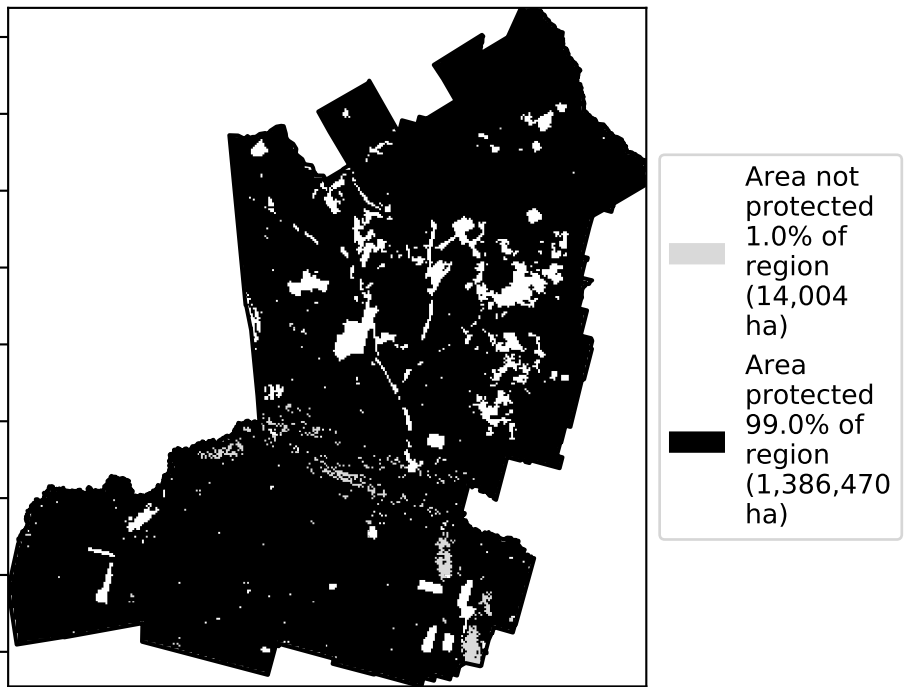 Area not
protected
1.0% of
region
(14,004
ha)
Area
protected
99.0% of
region
(1,386,470
ha)